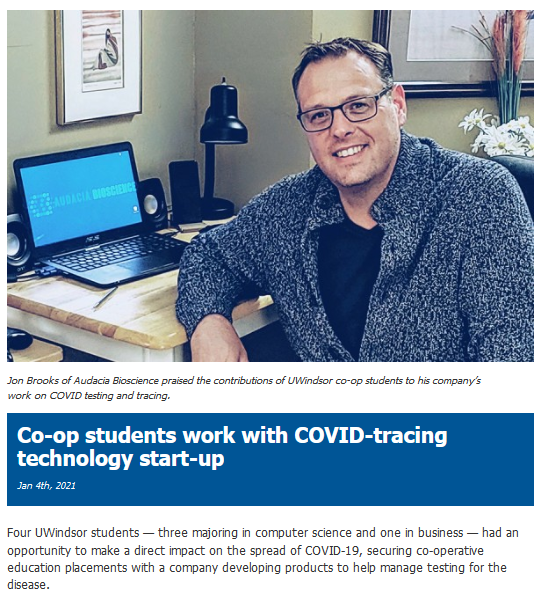 AUDACIA BIOSCIENCE
ASUS
Jon Brooks of Audacia Bioscience praised the contributions of UWindsor co-op students to his company's
work on COVID testing and tracing.
Co-op students work with COVID-tracing
technology start-up
Jan 4th, 2021
Four UWindsor students — three majoring in computer science and one in business — had an
opportunity to make a direct impact on the spread of COVID-19, securing co-operative
education placements with a company developing products to help manage testing for the
disease.